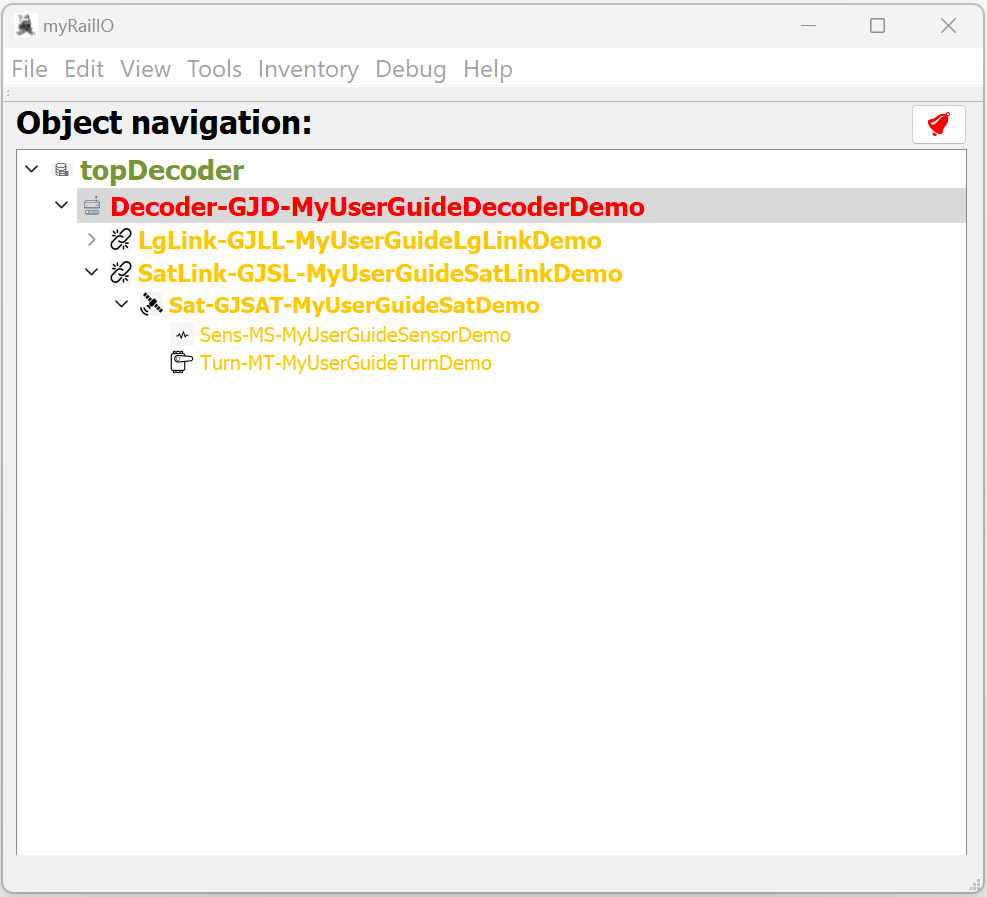 myRailIO
File Edit View Tools Inventory Debug Help
Object navigation:
topDecoder
Decoder-GJD-MyUserGuideDecoderDemo
LgLink-GJLL-MyUserGuideLgLinkDemo
SatLink-GJSL-MyUserGuideSatLinkDemo
Sat-GJSAT-MyUserGuideSatDemo
Sens-MS-MyUserGuideSensorDemo
Turn-MT-MyUserGuideTurnDemo